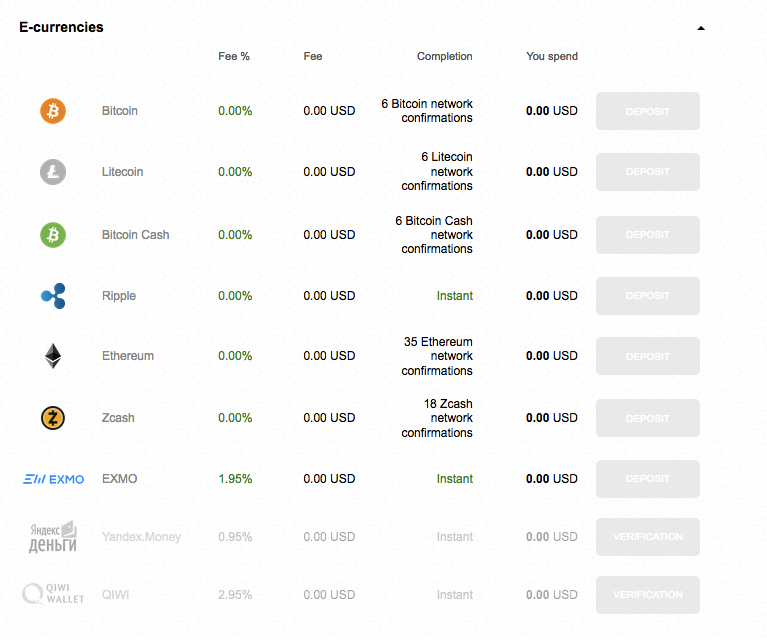 E-currencies
Fee % Fee Completion You spend
Bitcoin 0.00% 0.00 USD 6 Bitcoin network confirmations 0.00 USD DEPOSIT
Litecoin 0.00% 0.00 USD 6 Litecoin network confirmations 0.00 USD DEPOSIT
Bitcoin Cash 0.00% 0.00 USD 6 Bitcoin Cash network confirmations 0.00 USD DEPOSIT
Ripple 0.00% 0.00 USD Instant 0.00 USD DEPOSIT
Ethereum 0.00% 0.00 USD 35 Ethereum network confirmations 0.00 USD DEPOSIT
Zcash 0.00% 0.00 USD 18 Zcash network confirmations 0.00 USD DEPOSIT
EXMO EXMO 1.95% 0.00 USD Instant 0.00 USD DEPOSIT
Яндекс деньги Yandex.Money 0.95% 0.00 USD Instant 0.00 USD VERIFICATION
QIWI WALLET QIWI 2.95% 0.00 USD Instant 0.00 USD VERIFICATION